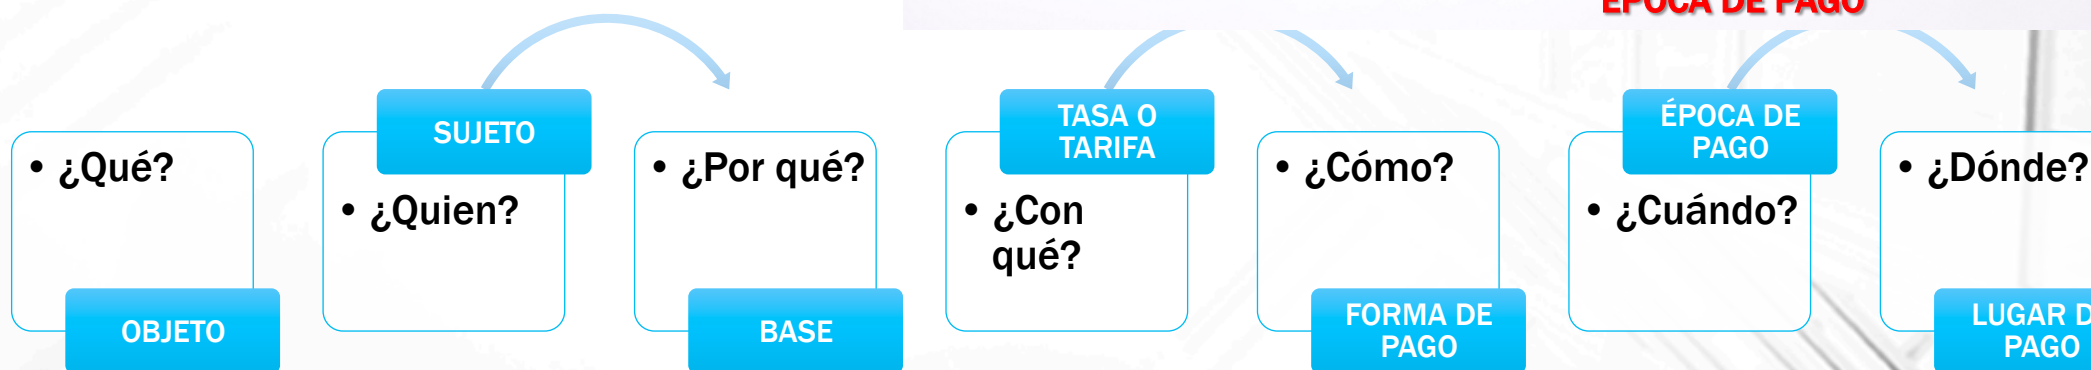 ÉPOCA DE PAGO
• ¿Qué?
OBJETO
SUJETO
• ¿Quien?
• ¿Por qué?
BASE
TASA O
TARIFA
• ¿Con
qué?
• ¿Cómo?
FORMA DE
PAGO
ÉPOCA DE
PAGO
• ¿Cuándo?
• ¿Dónde?
LUGAR D
PAGO